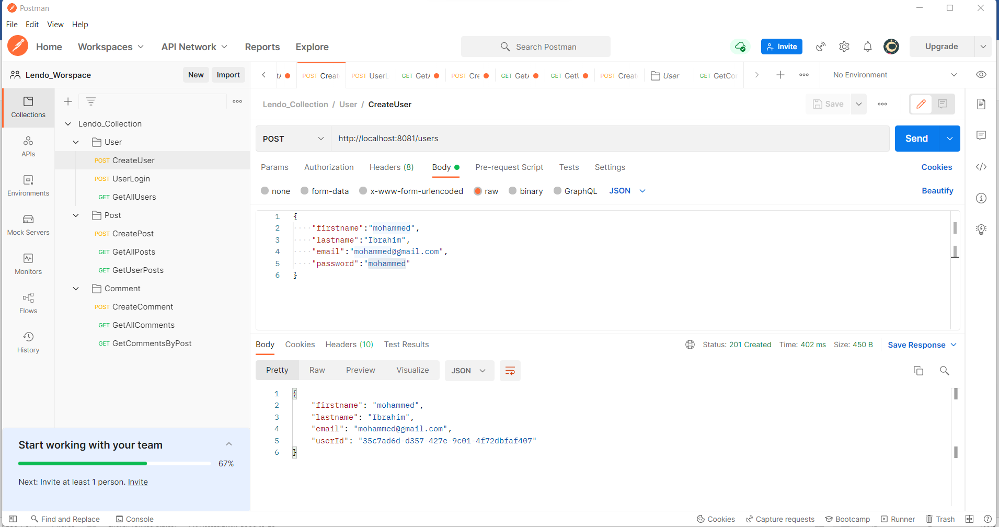 Postman
File Edit View Help
Home Workspaces API Network Reports Explore Search Postman Invite Upgrade
Lendo_Worspace New Import
POST Creat POST UserL GET Get POST Cre GET Get GET Get POST Creat User GET GetCo No Environment
Collections
APIs
Environments
Mock Servers
Monitors
Flows
History
Lendo_Collection
User
POST CreateUser
POST UserLogin
GET GetAllUsers
Post
POST CreatePost
GET GetAllPosts
GET GetUserPosts
Comment
POST CreateComment
GET GetAllComments
GET GetCommentsByPost
Start working with your team
67%
Next: Invite at least 1 person. Invite
Lendo_Collection / User / CreateUser Save
POST http://localhost:8081/users Send
Params Authorization Headers (8) Body Pre-request Script Tests Settings Cookies
none form-data x-www-form-urlencoded raw binary GraphQL JSON Beautify
1 {
2 "firstname":"mohammed",
3 "lastname":"Ibrahim",
4 "email":"mohammed@gmail.com",
5 "password":"mohammed"
6 }
Body Cookies Headers (10) Test Results Status: 201 Created Time: 402 ms Size: 450 B Save Response
Pretty Raw Preview Visualize JSON
1 {
2 "firstname": "mohammed",
3 "lastname": "Ibrahim",
4 "email": "mohammed@gmail.com",
5 "userId": "35c7ad6d-d357-427e-9c01-4f72dbfaf407"
6 }
Find and Replace Console Cookies Capture requests Bootcamp Runner Trash